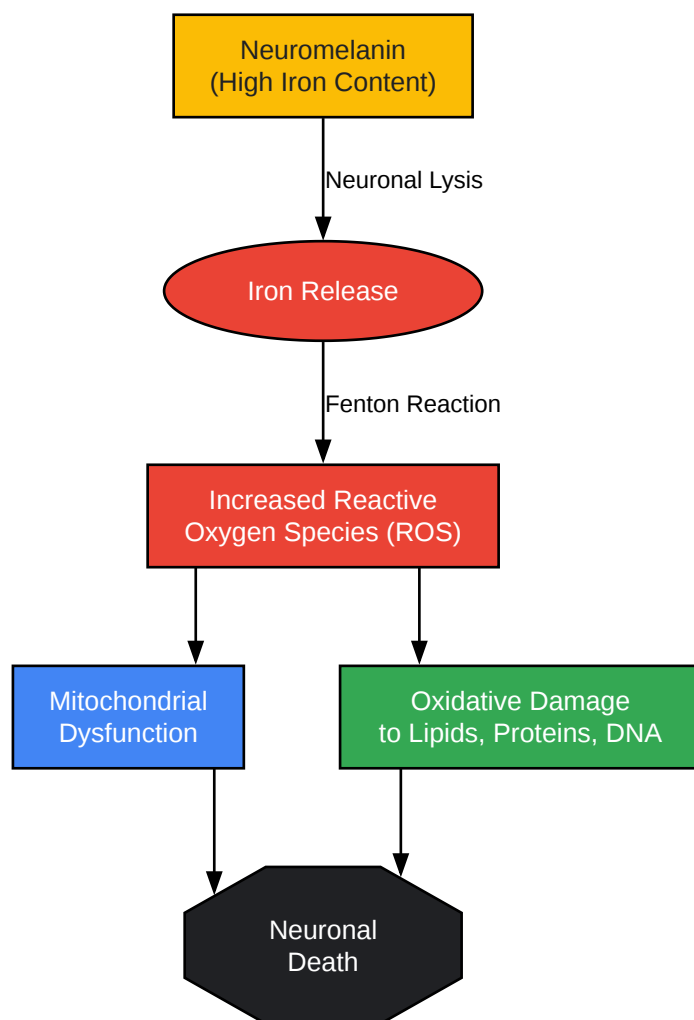 Neuromelanin
(High Iron Content)
Neuronal Lysis
Iron Release
Fenton Reaction
Increased Reactive
Oxygen Species (ROS)
Mitochondrial
Dysfunction
Oxidative Damage
to Lipids, Proteins, DNA
Neuronal
Death